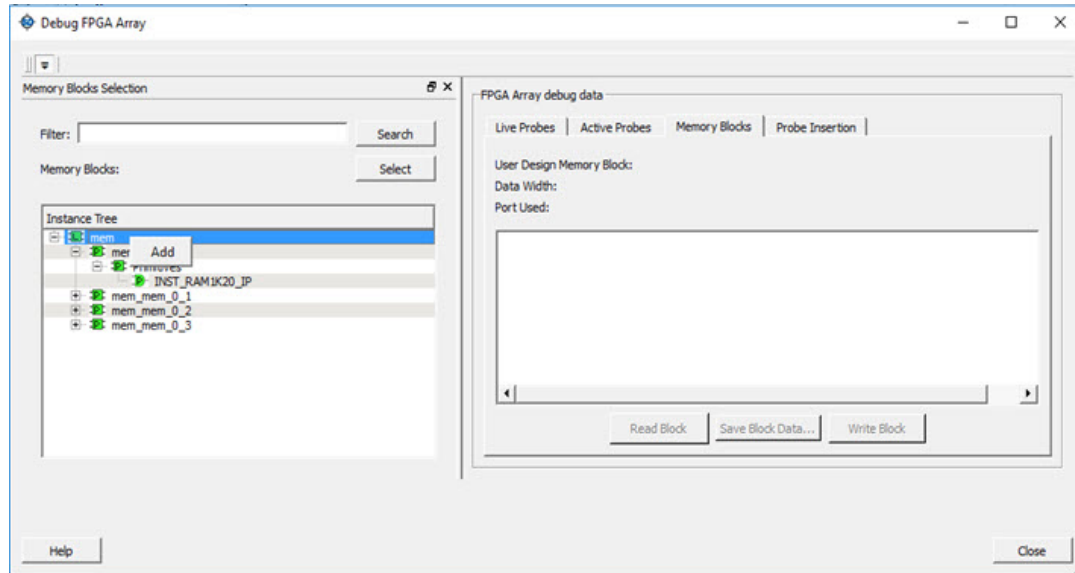 Debug FPGA Array
Memory Blocks Selection
Filter:
Search
Memory Blocks:
Select
Instance Tree
mem
Add
Primitives
INST_RAM1K20_IP
mem_mem_0_1
mem_mem_0_2
mem_mem_0_3
FPGA Array debug data
Live Probes Active Probes Memory Blocks Probe Insertion
User Design Memory Block:
Data Width:
Port Used:
Read Block Save Block Data... Write Block
Help
Close